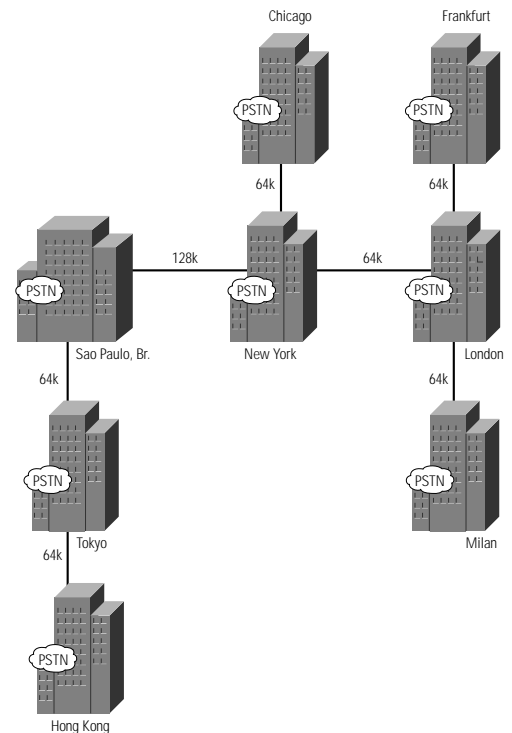 Chicago
Frankfurt
PSTN
PSTN
64k
64k
128k
64k
PSTN
PSTN
PSTN
Sao Paulo, Br.
New York
London
64k
64k
PSTN
PSTN
Tokyo
Milan
64k
PSTN
Hong Kong